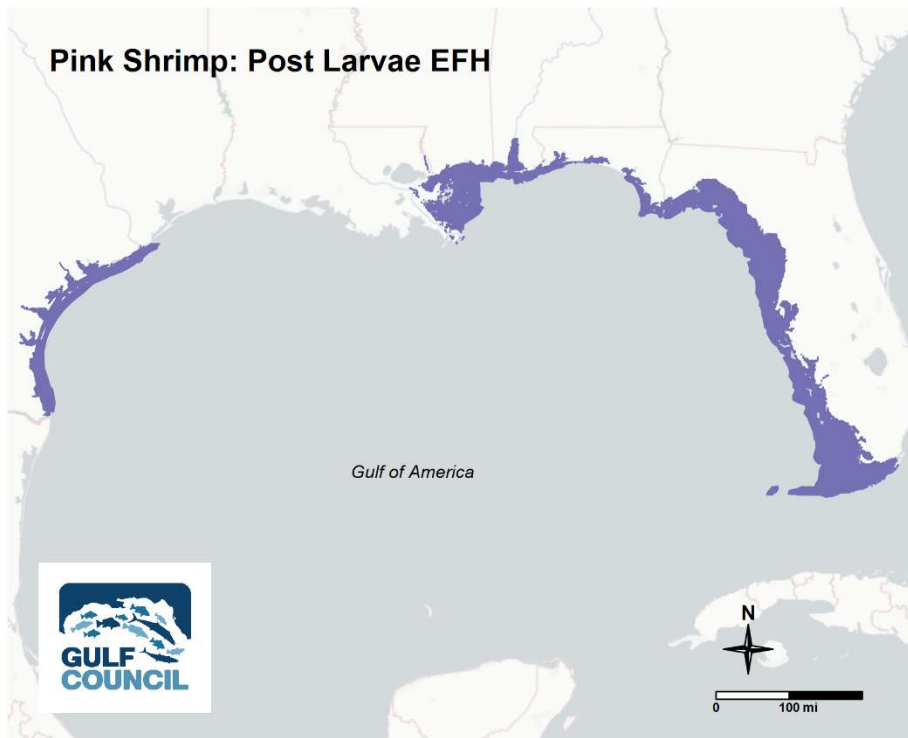 Pink Shrimp: Post Larvae EFH
Gulf of America
GULF
COUNCIL
N
0 100 mi